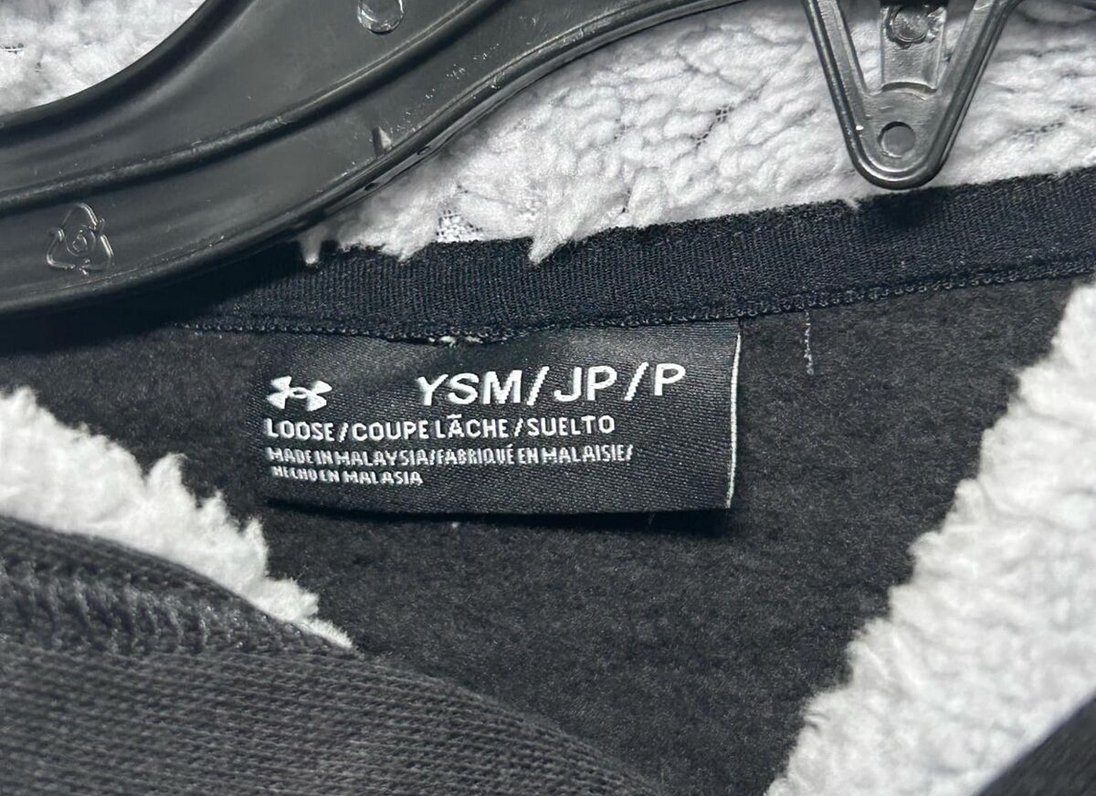 YSM/JP/P
LOOSE/COUPE LÂCHE/SUELTO
MADE IN MALAYSIA/FABRIQUÉ EN MALAISIE/
HECHO EN MALASIA